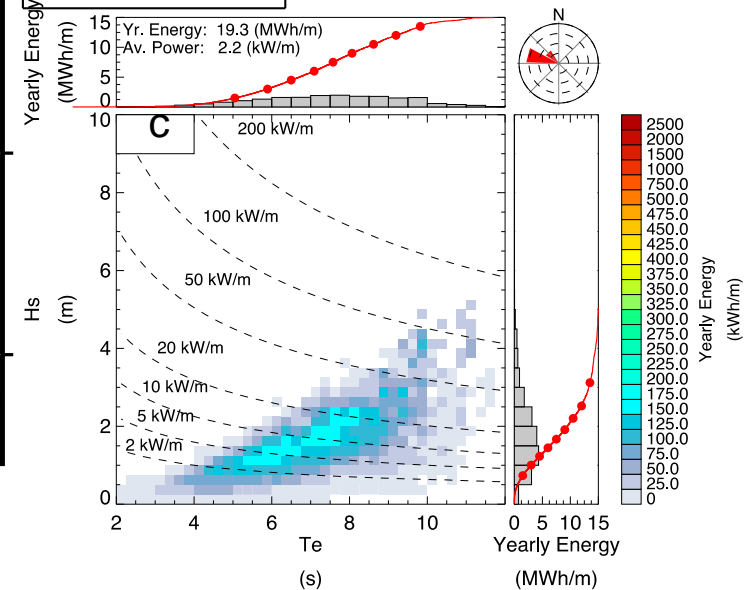 Yr. Energy: 19.3 (MWh/m)
Av. Power: 2.2 (kW/m)
Yearly Energy
(MWh/m)
15
10
5
0
N
C
200 kW/m
100 kW/m
50 kW/m
20 kW/m
10 kW/m
5 kW/m
2 kW/m
10
8
6
4
2
0
Hs
(m)
2 4 6 8 10
Te
(s)
0 5 10 15
Yearly Energy
(MWh/m)
2500
2000
1500
1000
750.0
500.0
475.0
450.0
425.0
400.0
375.0
350.0
325.0
300.0
275.0
250.0
225.0
200.0
175.0
150.0
125.0
100.0
75.0
50.0
25.0
0
Yearly Energy
(kWh/m)